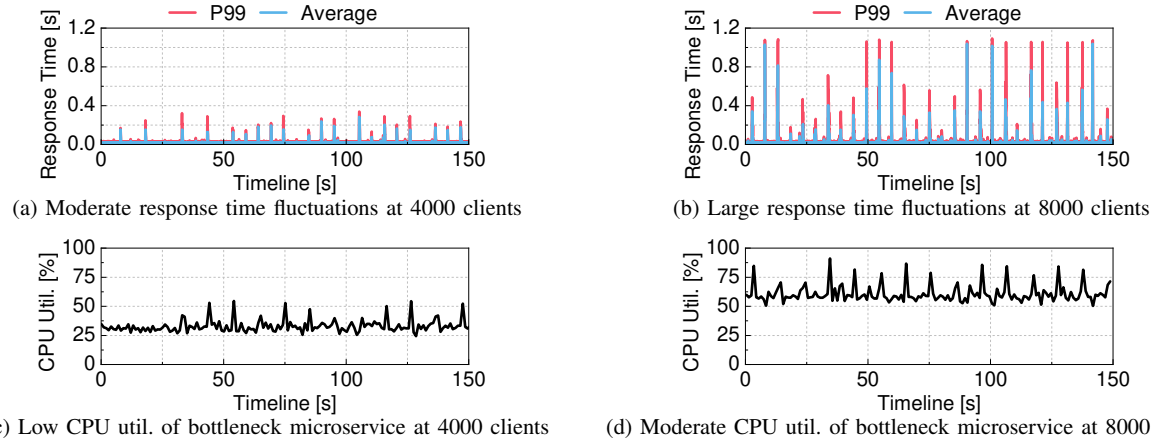 P99 Average
1.2
0.8
0.4
0.0
Response Time [s]
0 50 100 150
Timeline [s]
(a) Moderate response time fluctuations at 4000 clients
P99 Average
1.2
0.8
0.4
0.0
Response Time [s]
0 50 100 150
Timeline [s]
(b) Large response time fluctuations at 8000 clients
100
75
50
25
0
CPU Util. [%]
0 50 100 150
Timeline [s]
) Low CPU util. of bottleneck microservice at 4000 clients
100
75
50
25
0
CPU Util. [%]
0 50 100 150
Timeline [s]
(d) Moderate CPU util. of bottleneck microservice at 8000